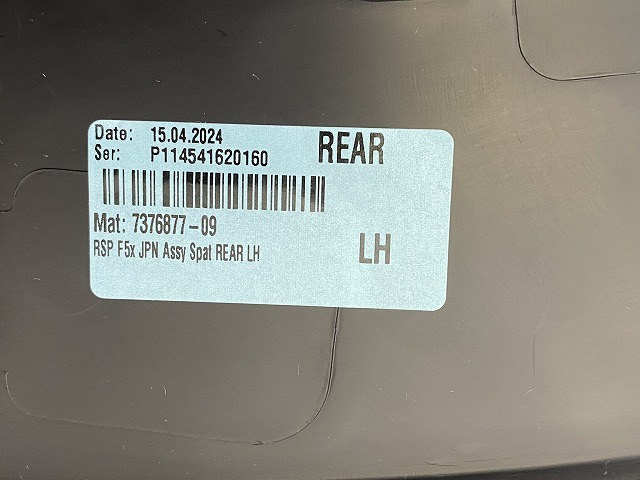 Date: 15.04.2024
REAR
Ser: P114541620160
Mat: 7376877-09
RSP F5x JPN Assy Spat REAR LH
LH